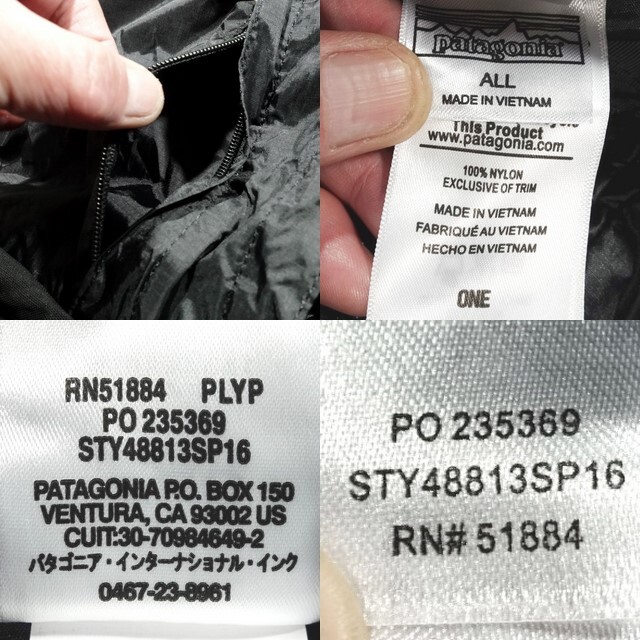 patagonia
ALL
MADE IN VIETNAM
This Product
www.patagonia.com
100% NYLON
EXCLUSIVE OF TRIM
MADE IN VIETNAM
FABRIQUÉ AU VIETNAM
HECHO EN VIETNAM
ONE
RN51884 PLYP
PO 235369
STY48813SP16
PATAGONIA P.O. BOX 150
VENTURA, CA 93002 US
CUIT:30-70984649-2
パタゴニア・インターナショナル・インク
0467-23-8961
PO 235369
STY48813SP16
RN# 51884